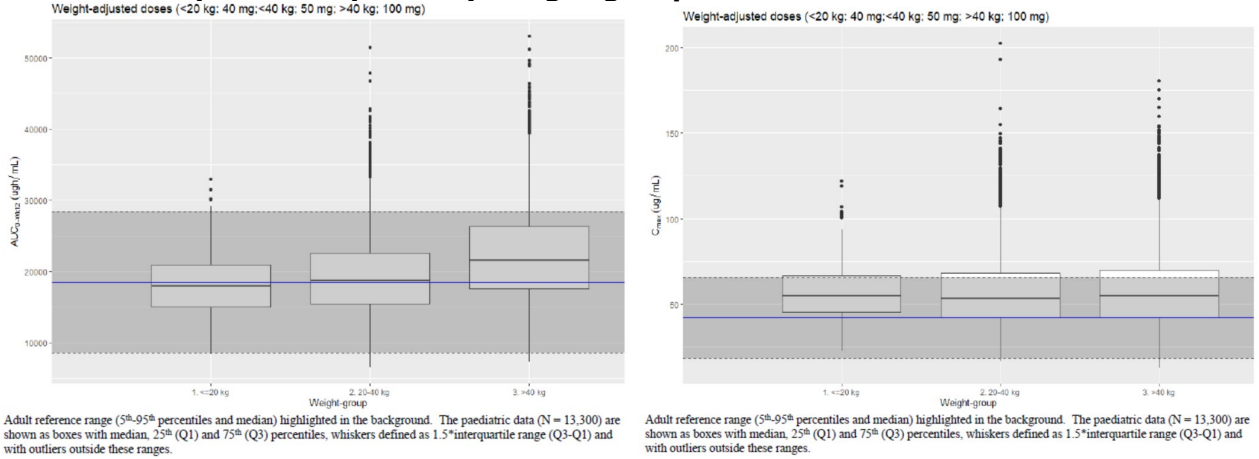 Weight-adjusted doses (<20 kg: 40 mg;<40 kg: 50 mg; >40 kg; 100 mg)
50000
40000
30000
20000
10000
1. <=20 kg
2. 20-40 kg
3. >40 kg
Weight-group
Adult reference range (5th-95th percentiles and median) highlighted in the background. The paediatric data (N = 13,300) are
shown as boxes with median, 25th (Q1) and 75th (Q3) percentiles, whiskers defined as 1.5*interquartile range (Q3-Q1) and
with outliers outside these ranges.
Weight-adjusted doses (<20 kg: 40 mg;<40 kg: 50 mg; >40 kg; 100 mg)
Cmax (ug/mL)
200
150
100
50
1. <=20 kg
2. 20-40 kg
3. >40 kg
Weight-group
Adult reference range (5th-95th percentiles and median) highlighted in the background. The paediatric data (N = 13,300) are
shown as boxes with median, 25th (Q1) and 75th (Q3) percentiles, whiskers defined as 1.5*interquartile range (Q3-Q1) and
with outliers outside these ranges.